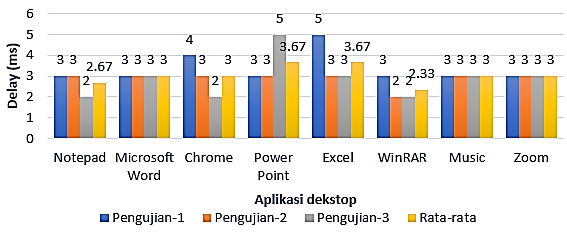 6
5
4
3
2
1
0
Delay (ms)
3 3 2 2.67
3 3 3 3
4 3 2 3
3 3 5 3.67
5 3 3 3.67
3 2 2 2.33
3 3 3 3
3 3 3 3
Notepad
Microsoft Word
Chrome
Power Point
Excel
WinRAR
Music
Zoom
Aplikasi dekstop
Pengujian-1 Pengujian-2 Pengujian-3 Rata-rata